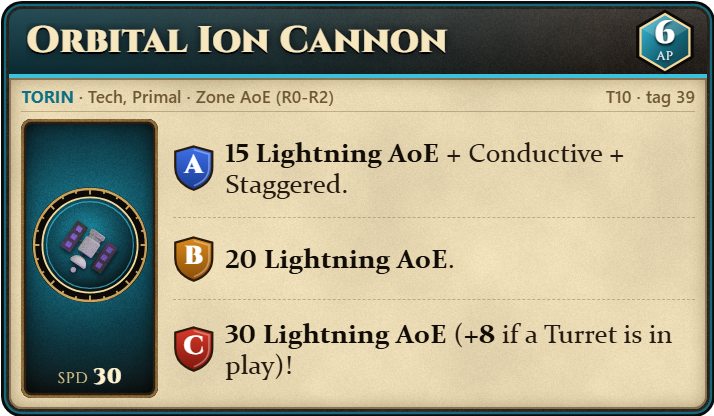 Orbital Ion Cannon
6
AP
TORIN · Tech, Primal · Zone AoE (R0-R2)
T10 · tag 39
A
15 Lightning AoE + Conductive +
Staggered.
B
20 Lightning AoE.
C
30 Lightning AoE (+8 if a Turret is in
play)!
SPD 30